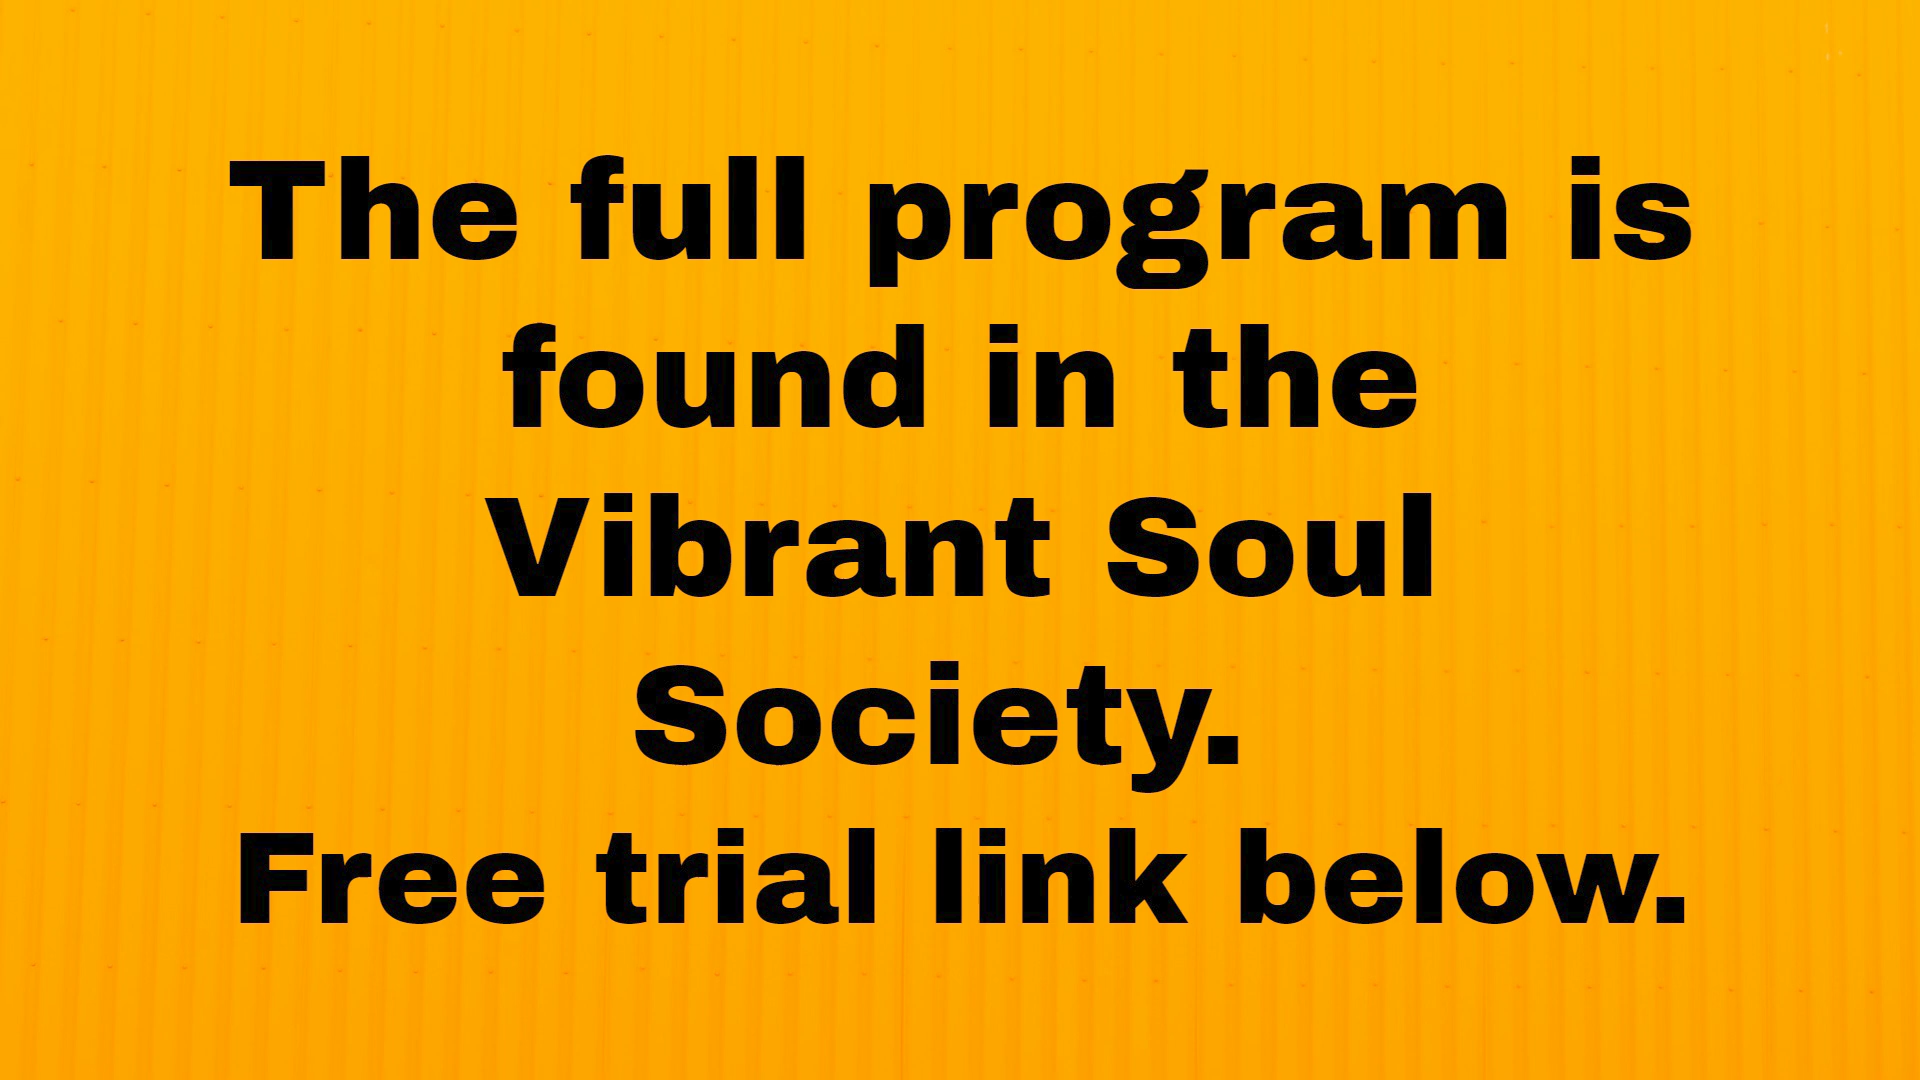 The full program is
found in the
Vibrant Soul
Society.
Free trial link below.